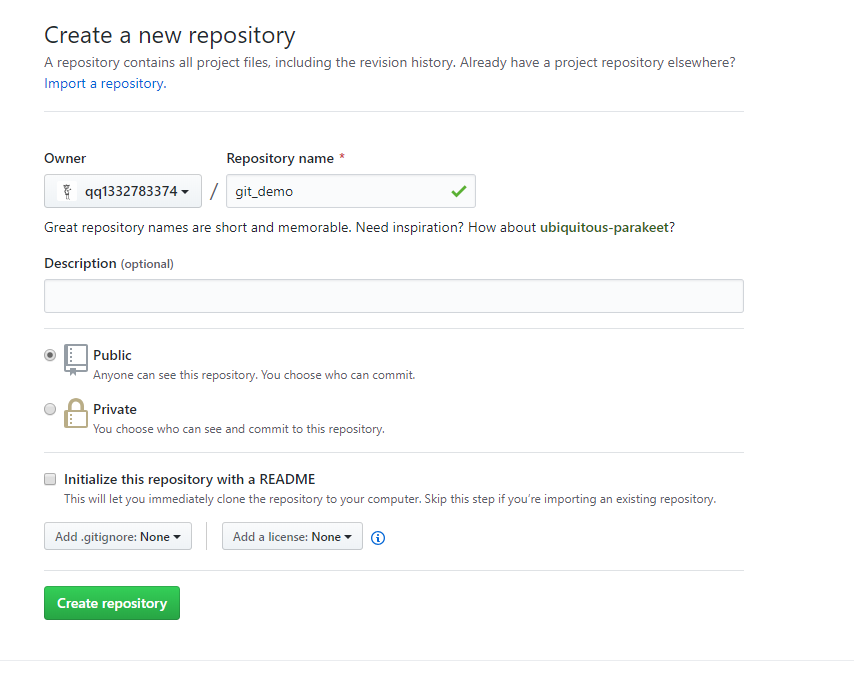 Create a new repository
A repository contains all project files, including the revision history. Already have a project repository elsewhere?
Import a repository.
Owner Repository name *
qq1332783374 / git_demo
Great repository names are short and memorable. Need inspiration? How about ubiquitous-parakeet?
Description (optional)
Public
Anyone can see this repository. You choose who can commit.
Private
You choose who can see and commit to this repository.
Initialize this repository with a README
This will let you immediately clone the repository to your computer. Skip this step if you’re importing an existing repository.
Add .gitignore: None Add a license: None
Create repository